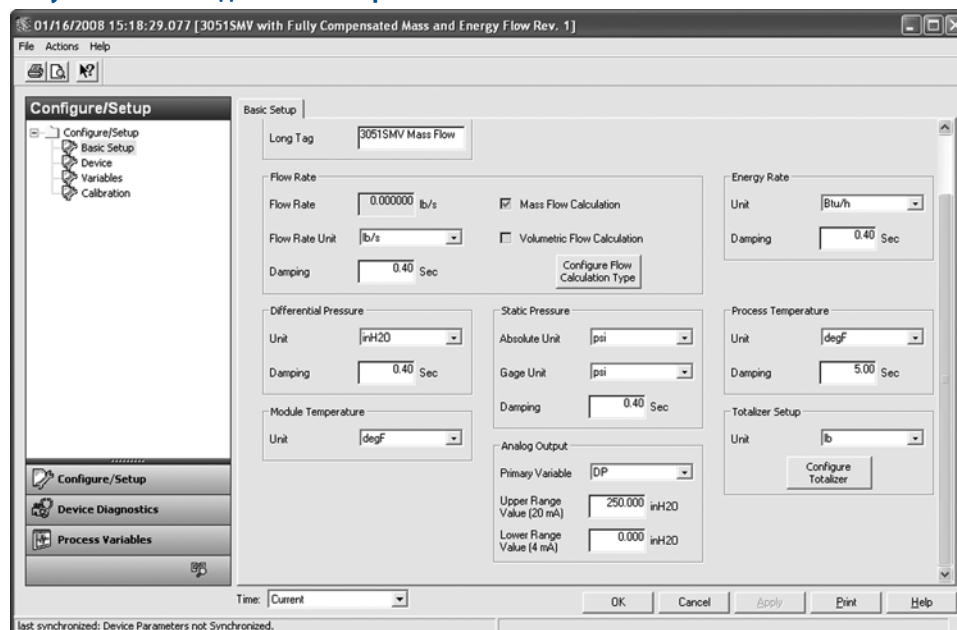 01/16/2008 15:18:29.077 [3051SMV with Fully Compensated Mass and Energy Flow Rev. 1]
File Actions Help
Configure/Setup
Configure/Setup
Basic Setup
Device
Variables
Calibration
Configure/Setup
Device Diagnostics
Process Variables
Basic Setup
Long Tag 3051SMV Mass Flow
Flow Rate
Flow Rate 0.000000 lb/s
Mass Flow Calculation
Flow Rate Unit lb/s
Volumetric Flow Calculation
Damping 0.40 Sec
Configure Flow
Calculation Type
Energy Rate
Unit Btu/h
Damping 0.40 Sec
Differential Pressure
Unit inH2O
Damping 0.40 Sec
Static Pressure
Absolute Unit psi
Gage Unit psi
Damping 0.40 Sec
Process Temperature
Unit degF
Damping 5.00 Sec
Module Temperature
Unit degF
Analog Output
Primary Variable DP
Upper Range
Value (20 mA) 250.000 inH2O
Lower Range
Value (4 mA) 0.000 inH2O
Totalizer Setup
Unit lb
Configure
Totalizer
Time: Current
OK Cancel Apply Print Help
last synchronized: Device Parameters not Synchronized.